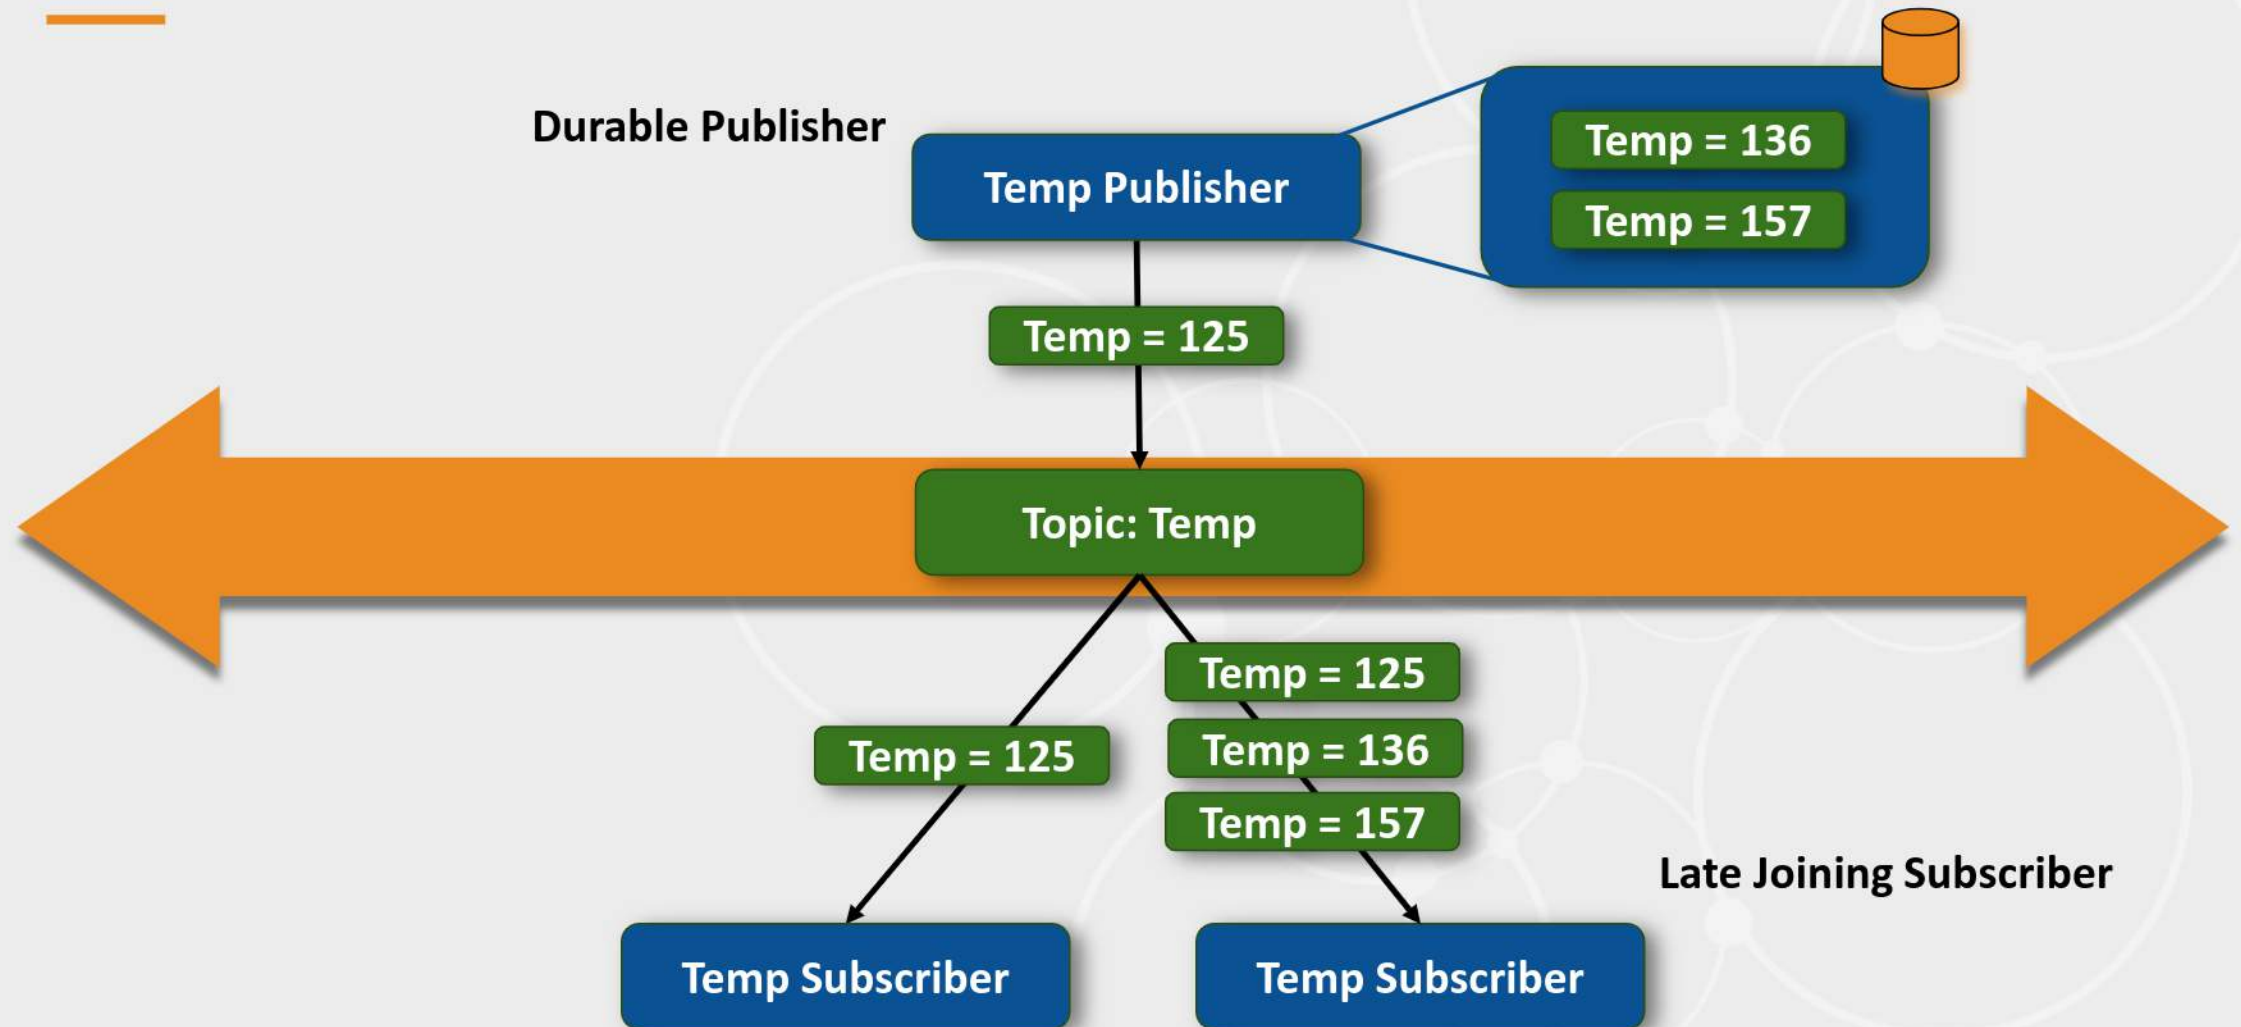 Durable Publisher
Temp Publisher
Temp = 136
Temp = 157
Temp = 125
Topic: Temp
Temp = 125
Temp = 125
Temp = 136
Temp = 157
Late Joining Subscriber
Temp Subscriber
Temp Subscriber